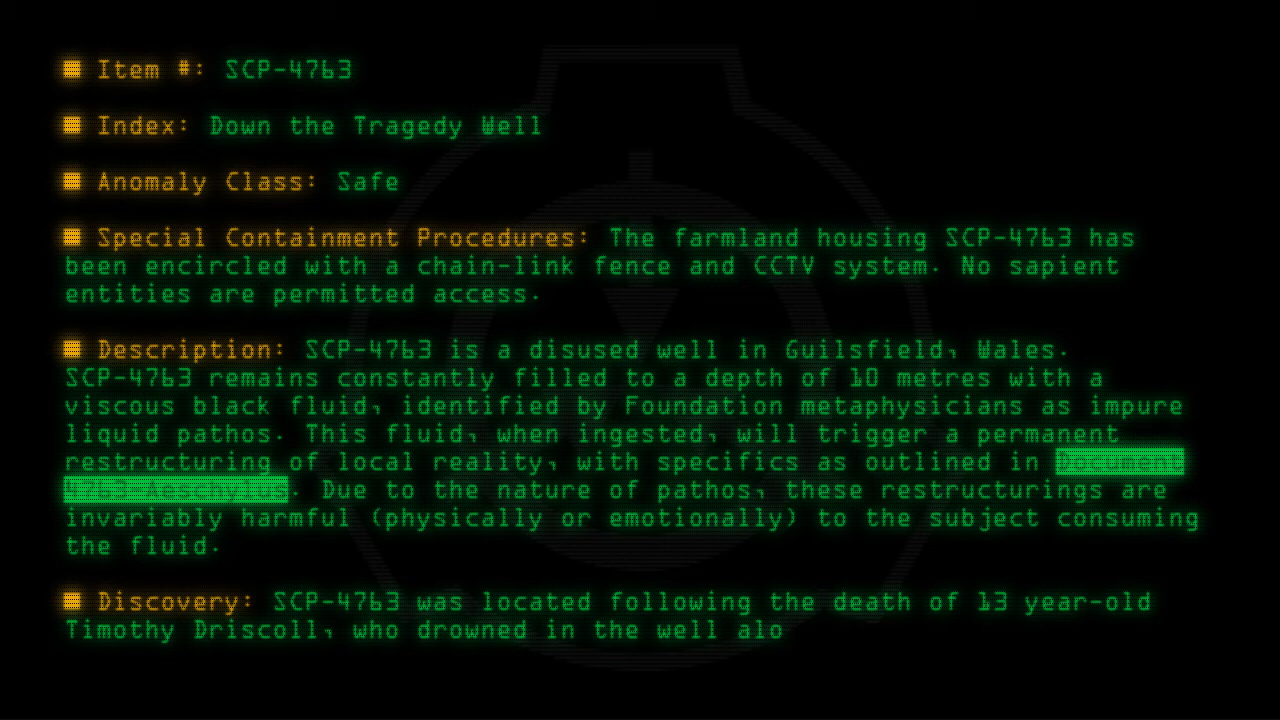 ■ Item #: SCP-4763
■ Index: Down the Tragedy Well
■ Anomaly Class: Safe
■ Special Containment Procedures: The farmland housing SCP-4763 has
been encircled with a chain-link fence and CCTV system. No sapient
entities are permitted access.
■ Description: SCP-4763 is a disused well in Guilsfield, Wales.
SCP-4763 remains constantly filled to a depth of 10 metres with a
viscous black fluid, identified by Foundation metaphysicians as impure
liquid pathos. This fluid, when ingested, will trigger a permanent
restructuring of local reality, with specifics as outlined in Document
4763-Aeschylus. Due to the nature of pathos, these restructurings are
invariably harmful (physically or emotionally) to the subject consuming
the fluid.
■ Discovery: SCP-4763 was located following the death of 13 year-old
Timothy Driscoll, who drowned in the well alo